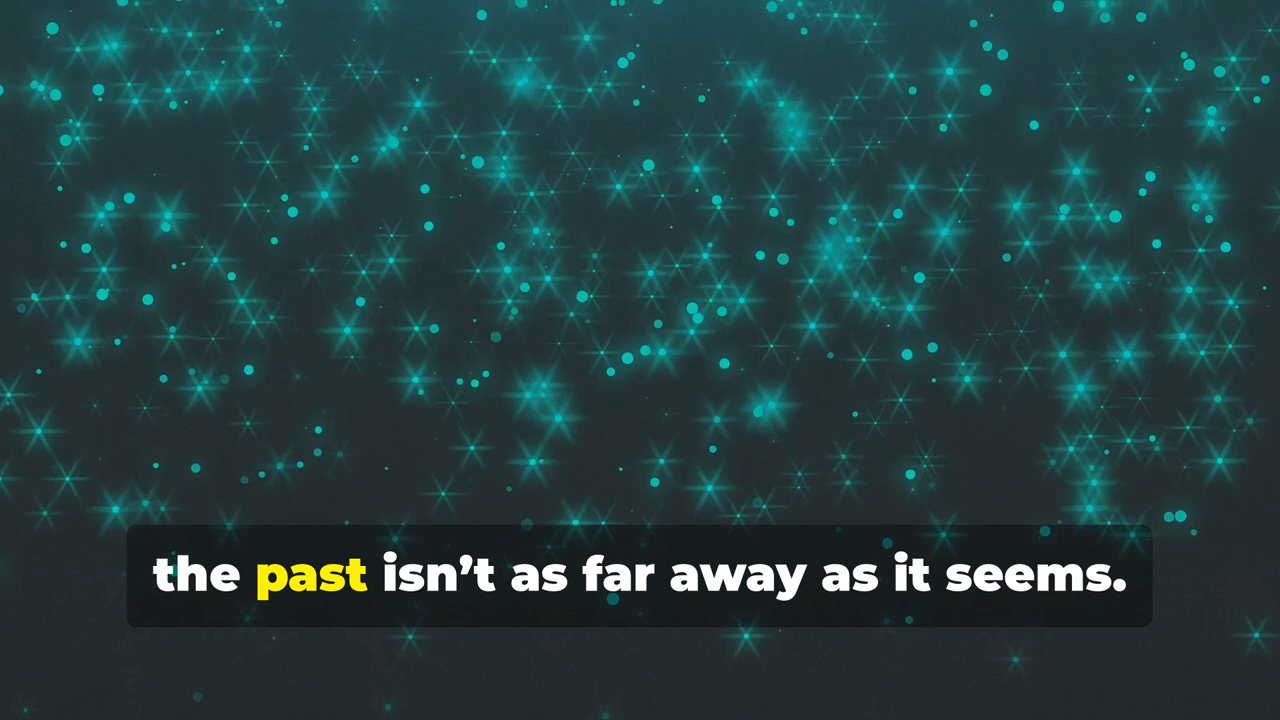 the past isn’t as far away as it seems.